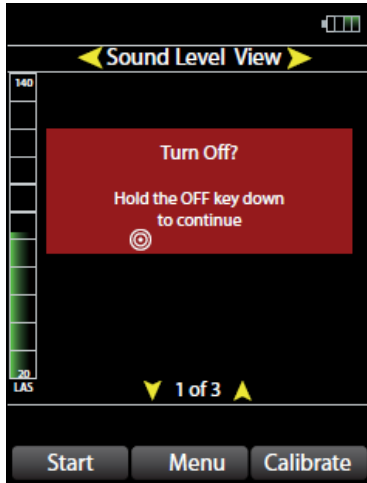 Sound Level View
140
Turn Off?
Hold the OFF key down
to continue
20
LAS
1 of 3
Start
Menu
Calibrate